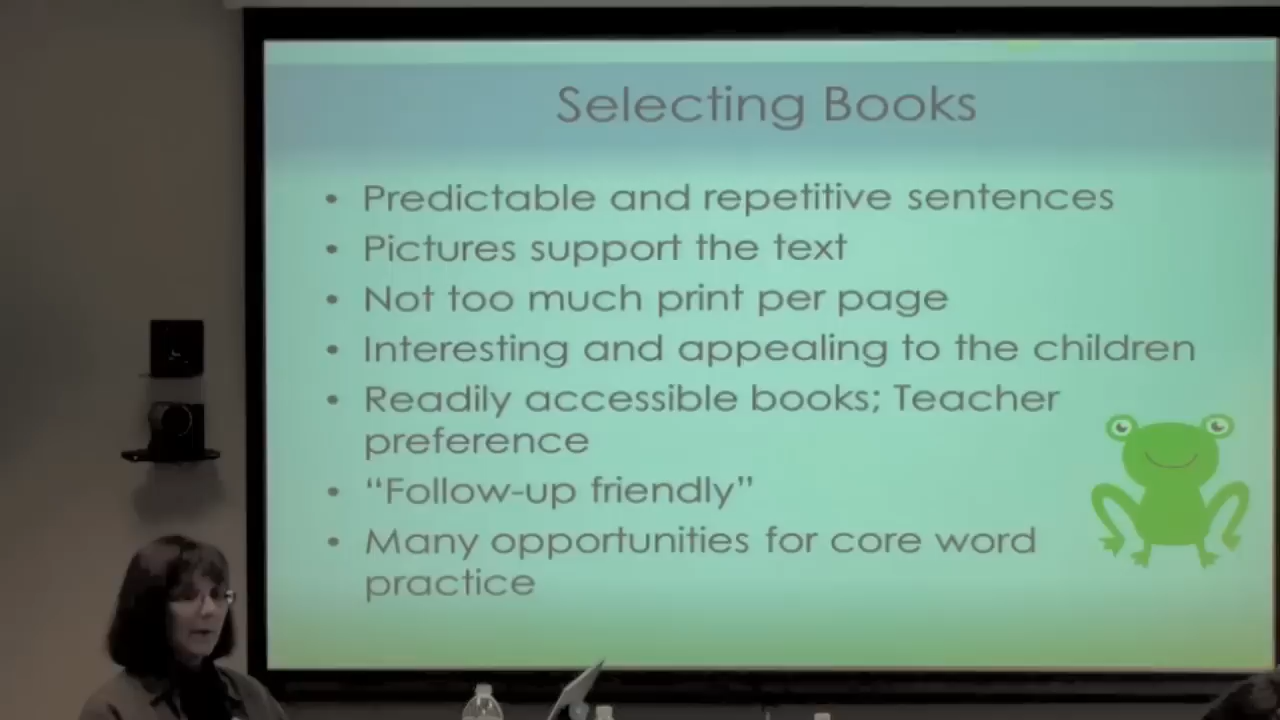 Selecting Books
• Predictable and repetitive sentences
• Pictures support the text
• Not too much print per page
• Interesting and appealing to the children
• Readily accessible books; Teacher
preference
• “Follow-up friendly”
• Many opportunities for core word
practice